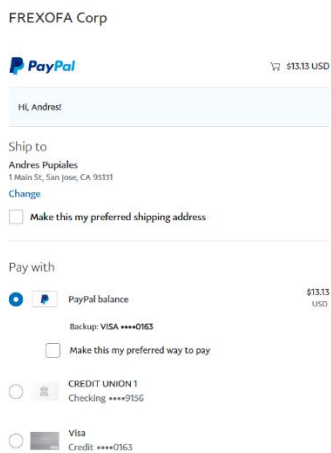 FREXOFA Corp
PayPal
$13.13 USD
Hi, Andres!
Ship to
Andres Pupiales
1 Main St, San Jose, CA 95131
Change
Make this my preferred shipping address
Pay with
PayPal balance
$13.13
USD
Backup: VISA ••••0163
Make this my preferred way to pay
CREDIT UNION 1
Checking ••••9156
Visa
Credit ••••0163